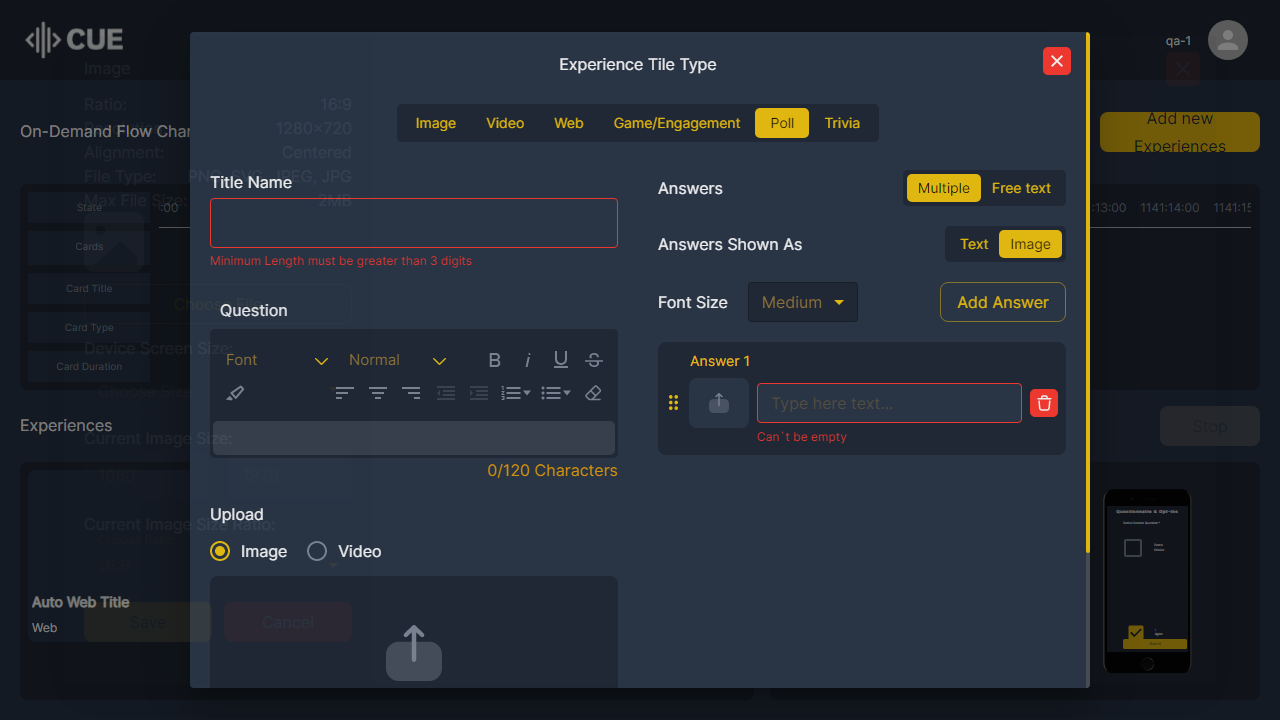 CUE
Experience Tile Type
qa-1
Image
Image
Video
Web
Game/Engagement
Poll
Trivia
Ratio:
16:9
1280×720
On-Demand Flow Char
Add new
Experiences
Alignment:
Centered
File Type:
PNG, SVG, JPEG, JPG
Max File Size:
2MB
Title Name
Answers
Multiple
Free text
State
:00
:13:00
1141:14:00
1141:15
Minimum Length must be greater than 3 digits
Answers Shown As
Text
Image
Cards
Card Title
Card Type
Card Duration
Question
Font Size
Medium
Add Answer
Device Screen Size:
Font
Normal
Answer 1
Type here text...
Can`t be empty
Experiences
Stop
Current Image Size:
0/120 Characters
Upload
Current Image Size Ratio:
Image
Video
Auto Web Title
Web
Save
Cancel
Questionnaire & Opt-Ins